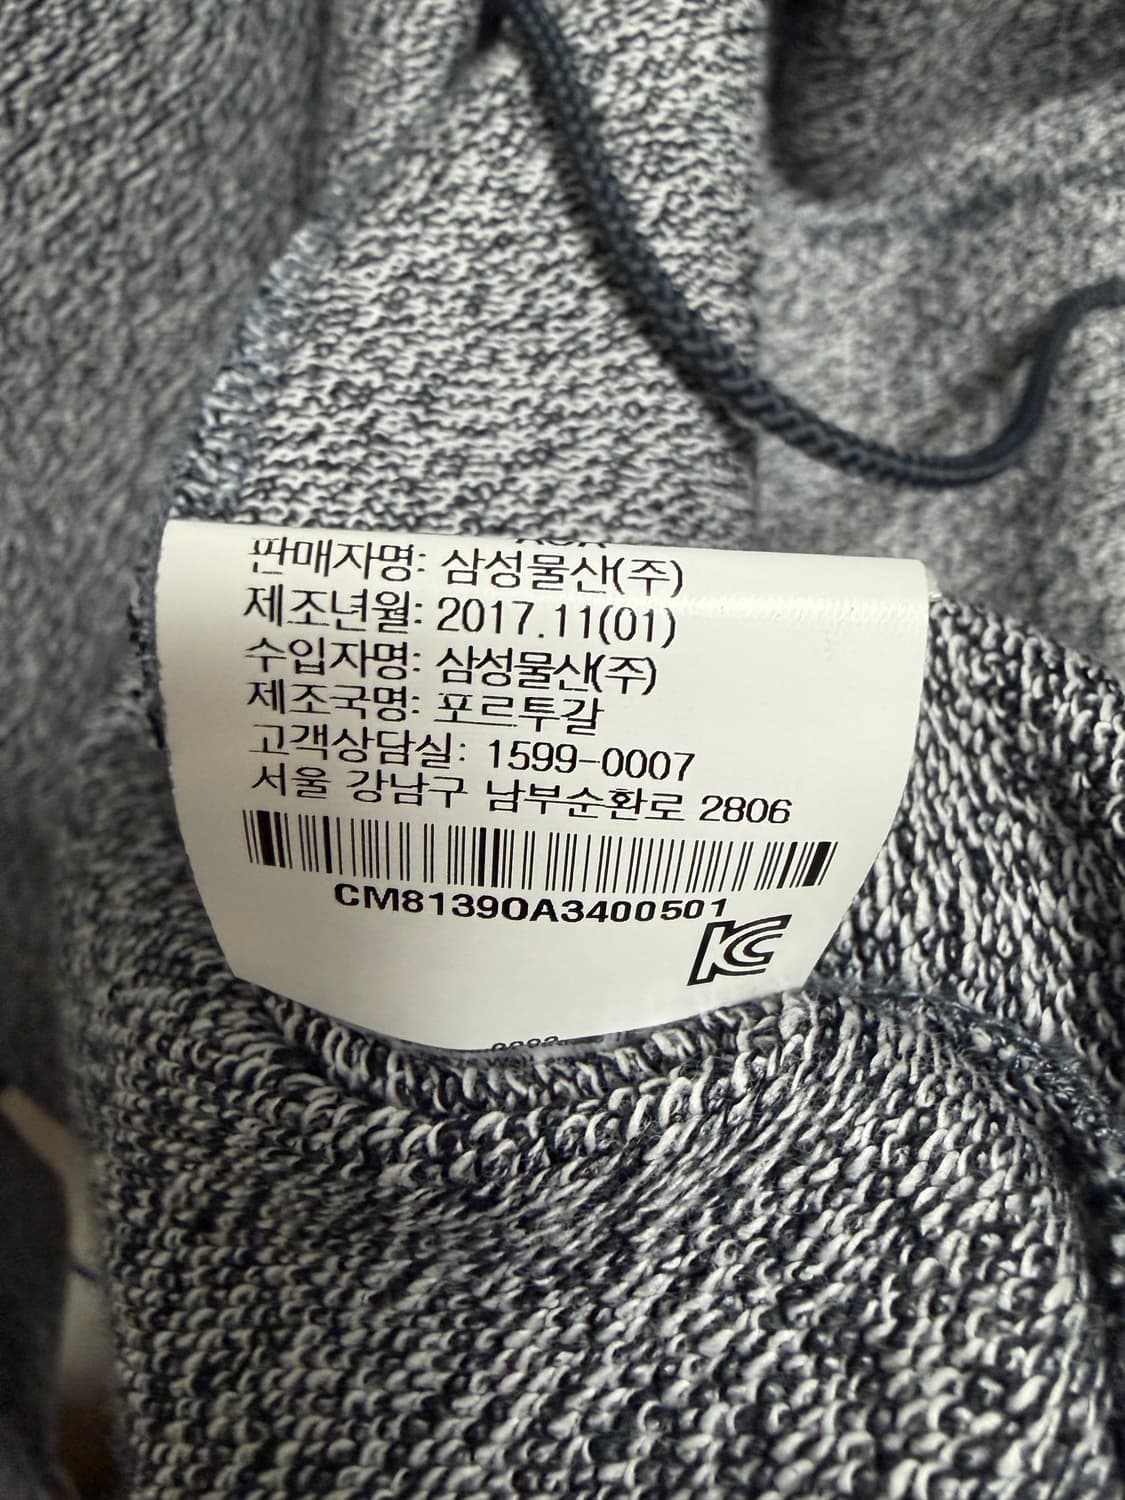 판매자명: 삼성물산(주)
제조년월: 2017.11(01)
수입자명: 삼성물산(주)
제조국명: 포르투갈
고객상담실: 1599-0007
서울 강남구 남부순환로 2806
CM81390A3400501
KC